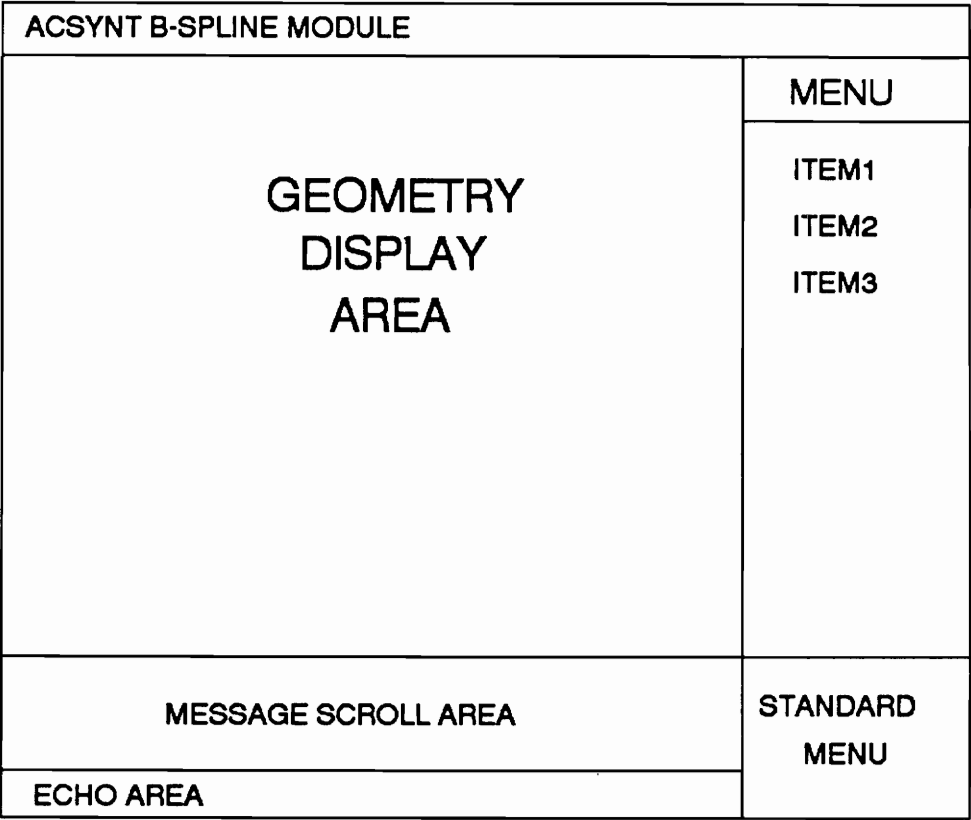 ACSYNT B-SPLINE MODULE
GEOMETRY
DISPLAY
AREA
MENU
ITEM1
ITEM2
ITEM3
MESSAGE SCROLL AREA
ECHO AREA
STANDARD
MENU